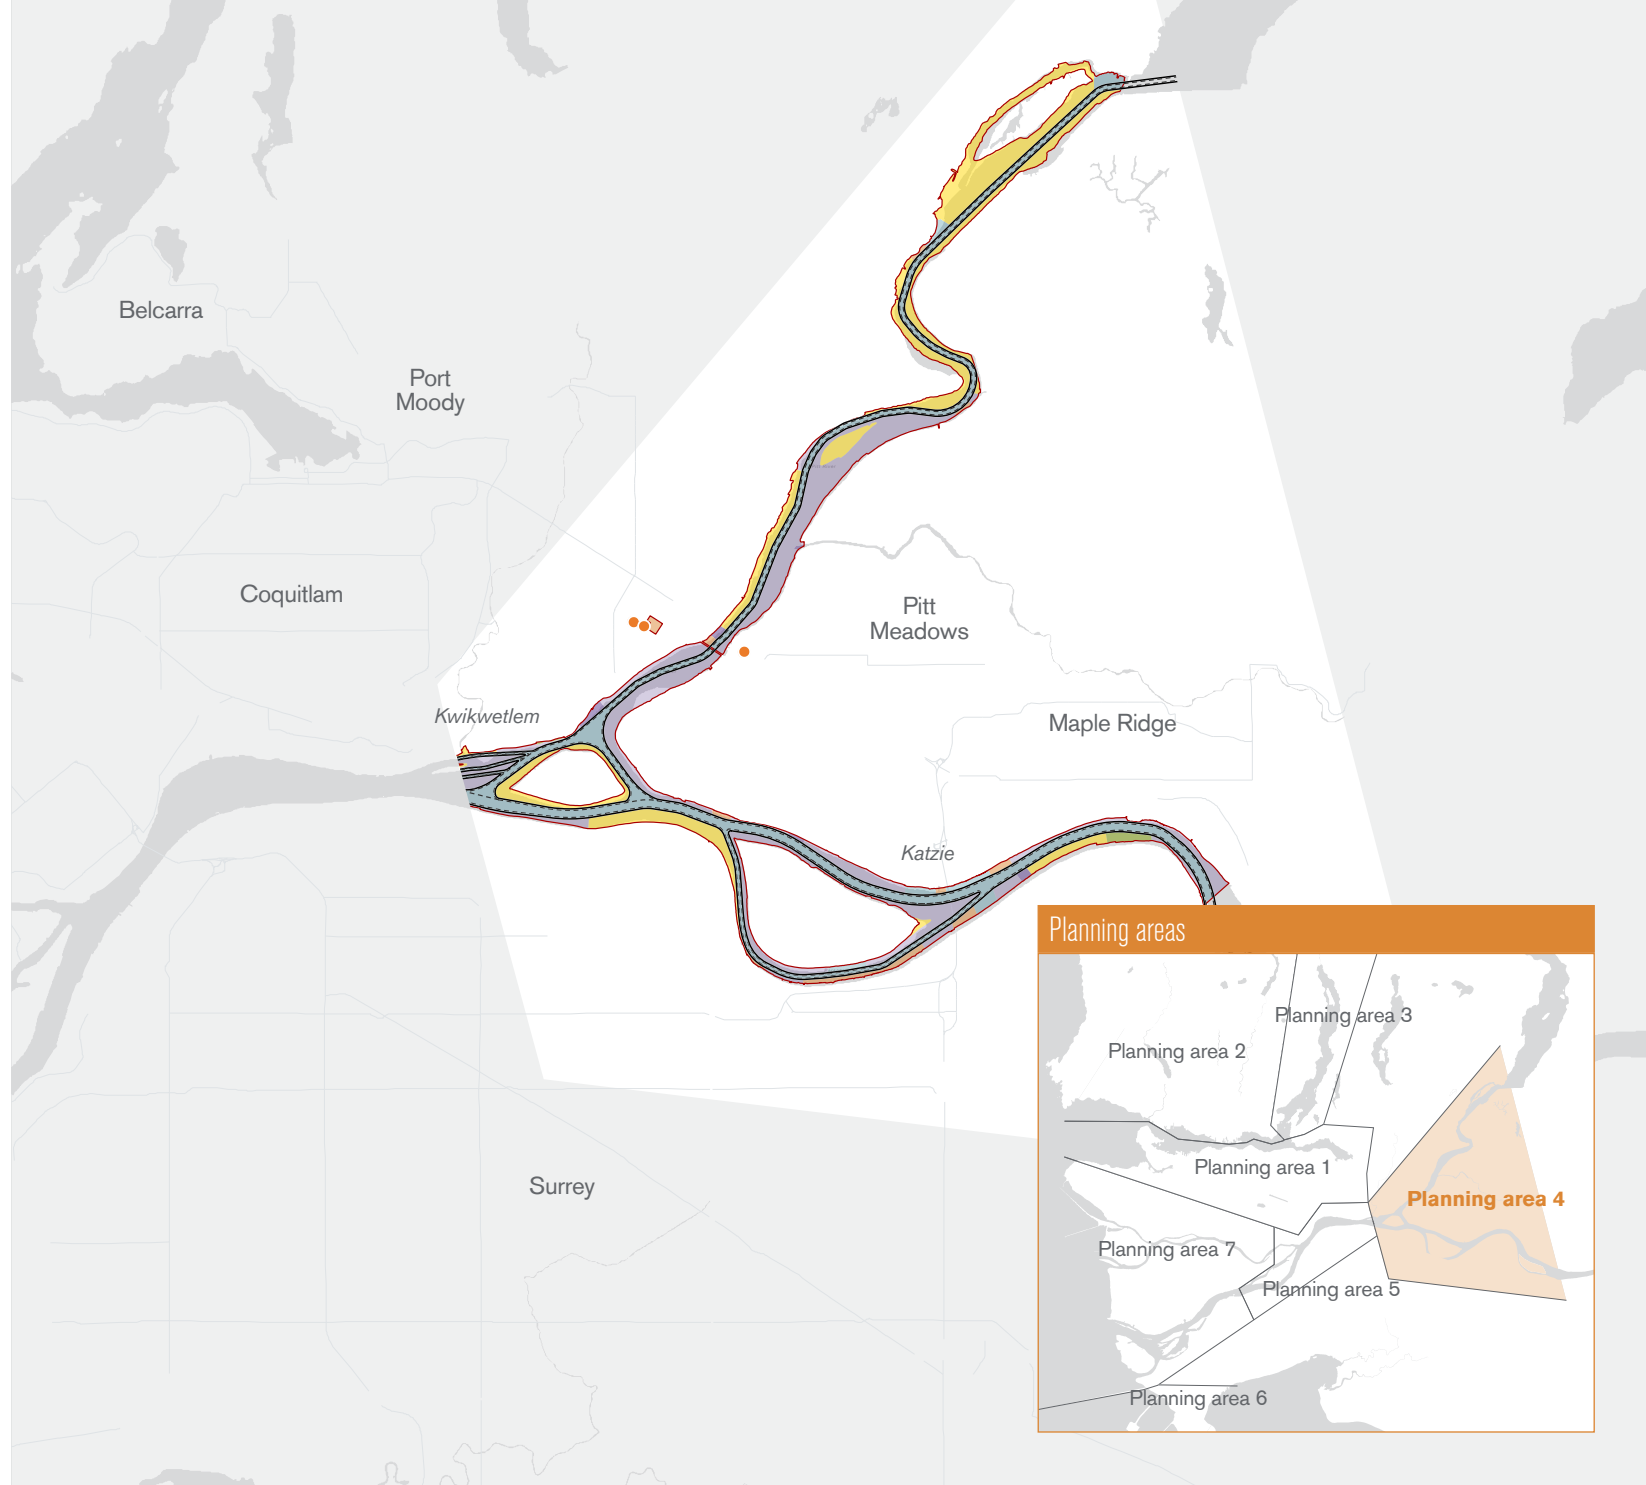 Belcarra
Port
Moody
Coquitlam
Pitt
Meadows
Kwikwetlem
Maple Ridge
Katzie
Surrey
Planning areas
Planning area 3
Planning area 2
Planning area 1
Planning area 4
Planning area 7
Planning area 5
Planning area 6